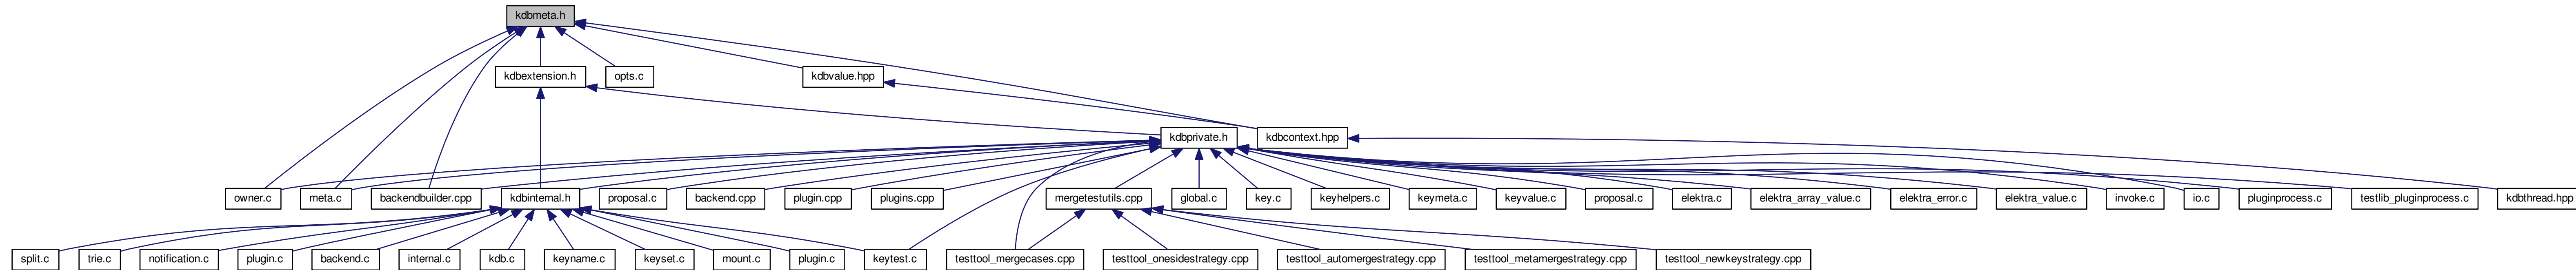 kdbmeta.h
kdbextension.h
opts.c
kdbvalue.hpp
kdbprivate.h
kdbcontext.hpp
owner.c
meta.c
backendbuilder.cpp
kdbinternal.h
proposal.c
backend.cpp
plugin.cpp
plugins.cpp
mergetestutils.cpp
global.c
key.c
keyhelpers.c
keymeta.c
keyvalue.c
proposal.c
elektra.c
elektra_array_value.c
elektra_error.c
elektra_value.c
invoke.c
io.c
pluginprocess.c
testlib_pluginprocess.c
kdbthread.hpp
split.c
trie.c
notification.c
plugin.c
backend.c
internal.c
kdb.c
keyname.c
keyset.c
mount.c
plugin.c
keytest.c
testtool_mergecases.cpp
testtool_onesidestrategy.cpp
testtool_automergestrategy.cpp
testtool_metamergestrategy.cpp
testtool_newkeystrategy.cpp